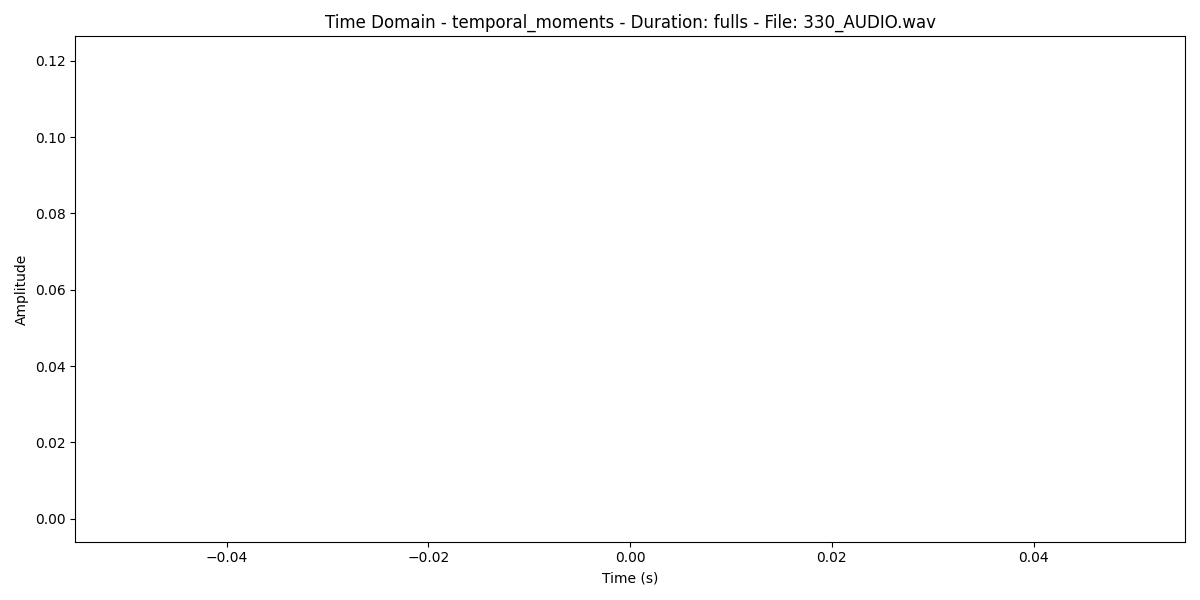 Time Domain - temporal_moments - Duration: fulls - File: 330_AUDIO.wav
0.12
0.10
0.08
0.06
0.04
0.02
0.00
Amplitude
−0.04 −0.02 0.00 0.02 0.04
Time (s)